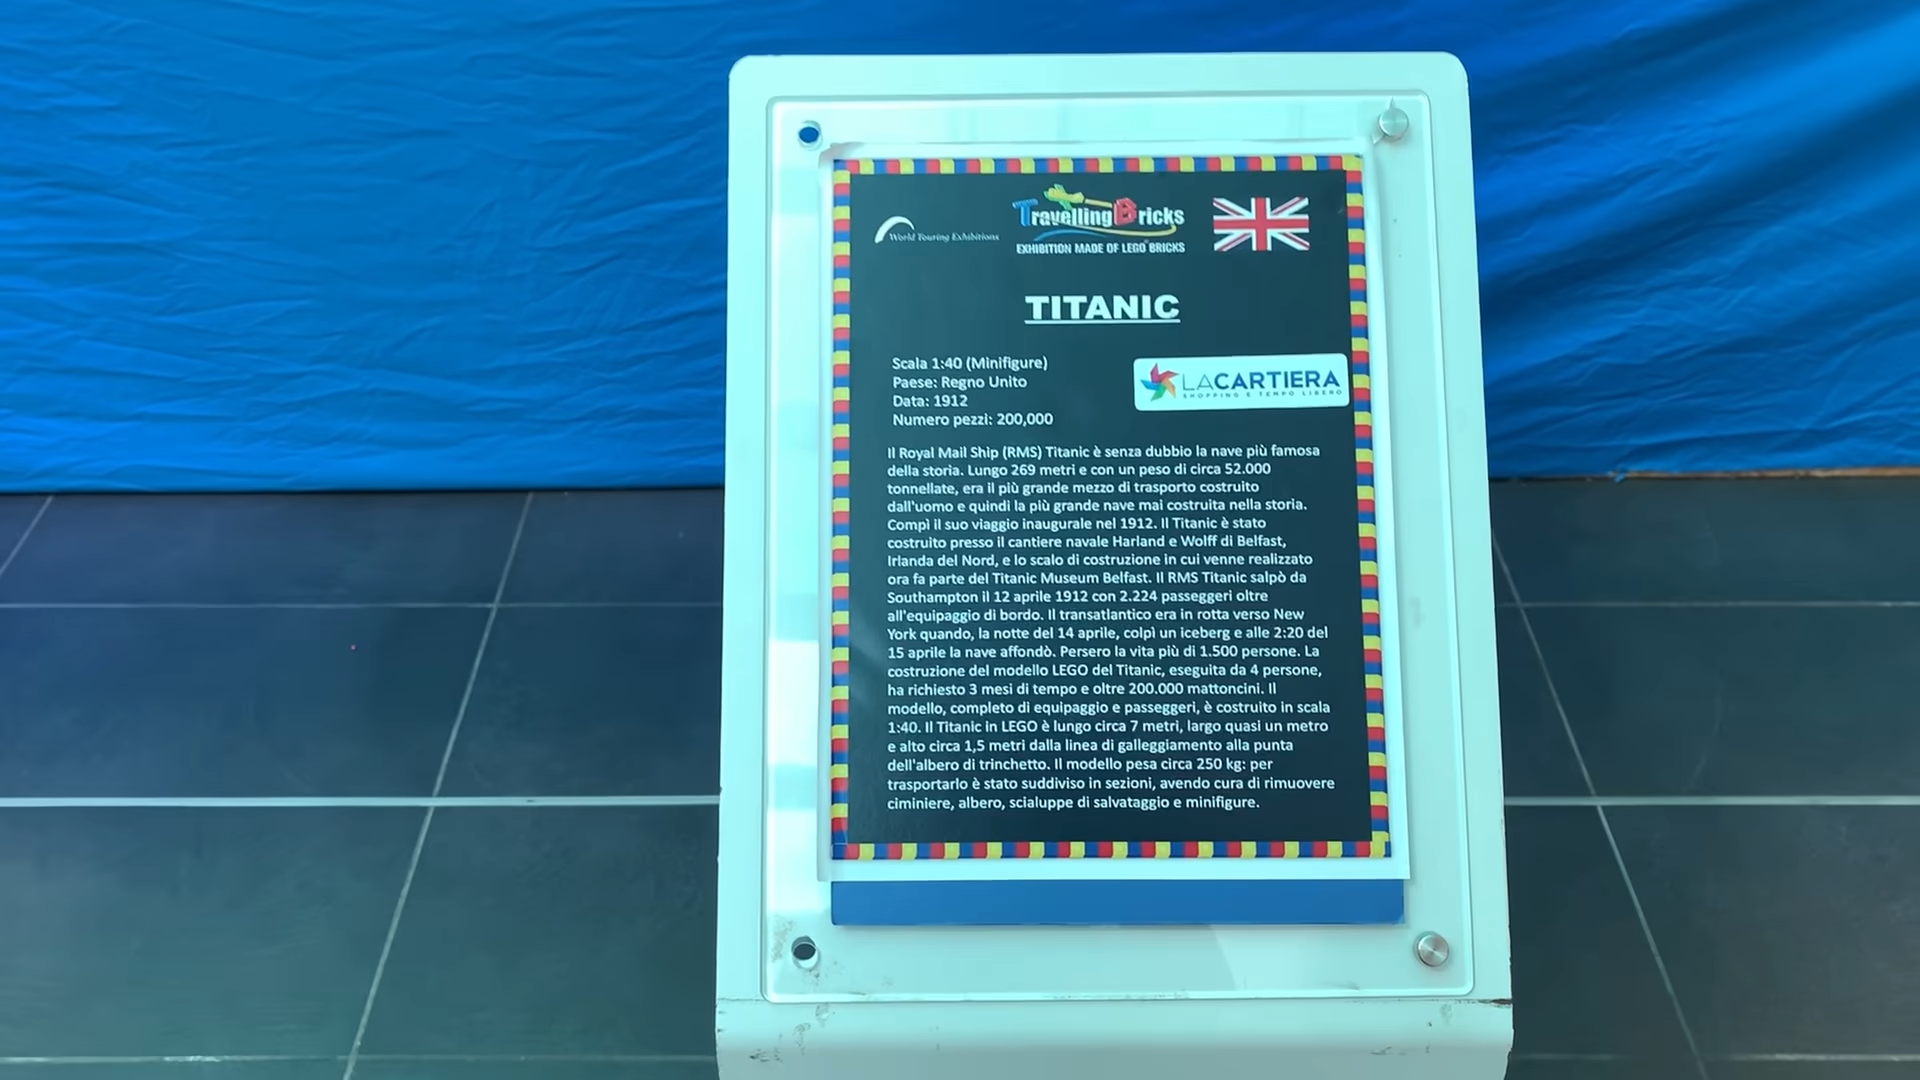 World Touring Exhibitions
TravellingBricks
EXHIBITION MADE OF LEGO® BRICKS
TITANIC
Scala 1:40 (Minifigure)
Paese: Regno Unito
Data: 1912
Numero pezzi: 200,000
LACARTIERA
SHOPPING E TEMPO LIBERO
Il Royal Mail Ship (RMS) Titanic è senza dubbio la nave più famosa
della storia. Lungo 269 metri e con un peso di circa 52.000
tonnellate, era il più grande mezzo di trasporto costruito
dall'uomo e quindi la più grande nave mai costruita nella storia.
Compì il suo viaggio inaugurale nel 1912. Il Titanic è stato
costruito presso il cantiere navale Harland e Wolff di Belfast,
Irlanda del Nord, e lo scalo di costruzione in cui venne realizzato
ora fa parte del Titanic Museum Belfast. Il RMS Titanic salpò da
Southampton il 12 aprile 1912 con 2.224 passeggeri oltre
all'equipaggio di bordo. Il transatlantico era in rotta verso New
York quando, la notte del 14 aprile, colpì un iceberg e alle 2:20 del
15 aprile la nave affondò. Persero la vita più di 1.500 persone. La
costruzione del modello LEGO del Titanic, eseguita da 4 persone,
ha richiesto 3 mesi di tempo e oltre 200.000 mattoncini. Il
modello, completo di equipaggio e passeggeri, è costruito in scala
1:40. Il Titanic in LEGO è lungo circa 7 metri, largo quasi un metro
e alto circa 1,5 metri dalla linea di galleggiamento alla punta
dell'albero di trinchetto. Il modello pesa circa 250 kg: per
trasportarlo è stato suddiviso in sezioni, avendo cura di rimuovere
ciminiere, albero, scialuppe di salvataggio e minifigure.